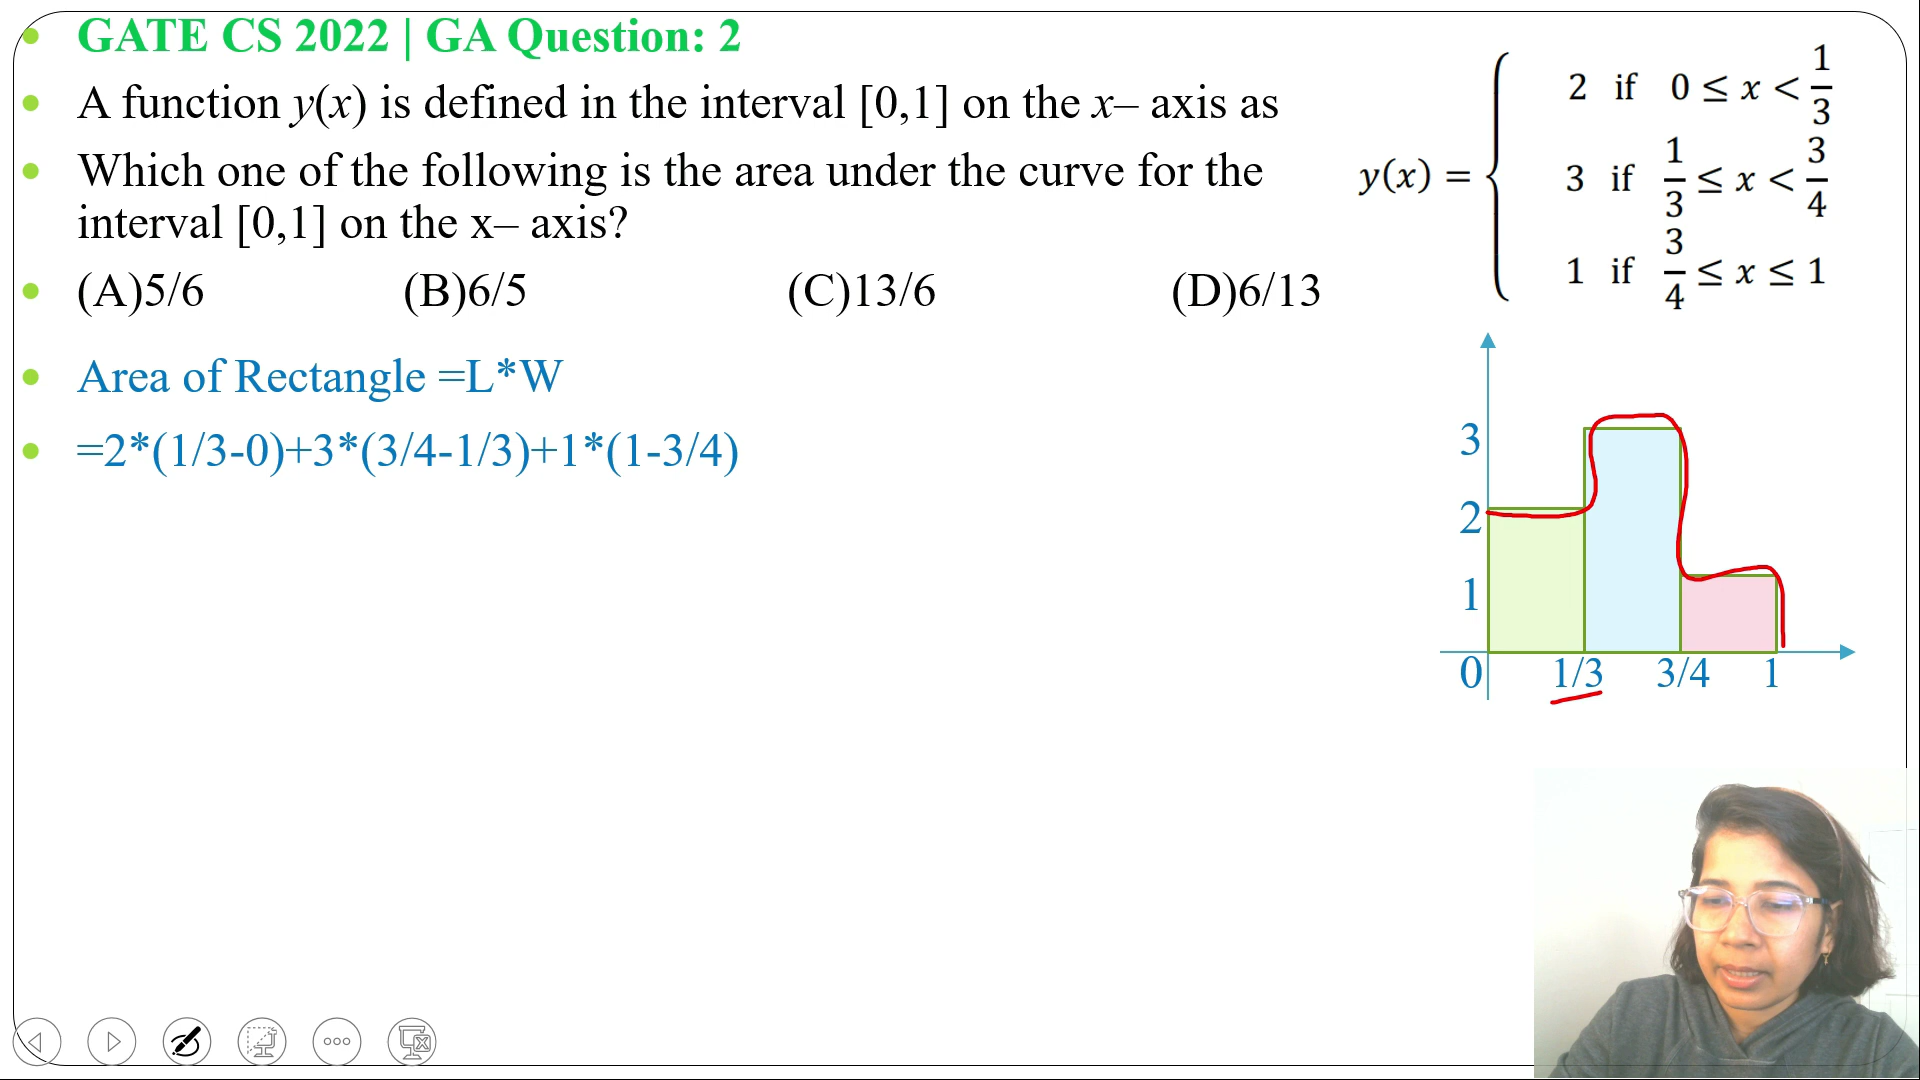 GATE CS 2022 | GA Question: 2
A function y(x) is defined in the interval [0,1] on the x– axis as
Which one of the following is the area under the curve for the
interval [0,1] on the x– axis?
(A)5/6 (B)6/5 (C)13/6 (D)6/13
y(x) = { 2 if 0 ≤ x < 1/3
3 if 1/3 ≤ x < 3/4
1 if 3/4 ≤ x ≤ 1
Area of Rectangle =L*W
=2*(1/3-0)+3*(3/4-1/3)+1*(1-3/4)
3
2
1
0 1/3 3/4 1